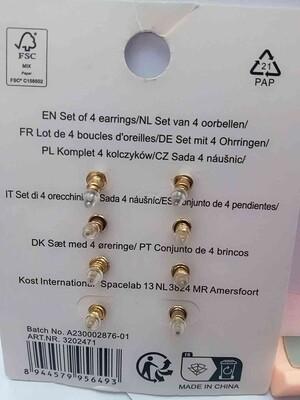 FSC
MIX
Paper
FSC® C158602
21
PAP
EN Set of 4 earrings/NL Set van 4 oorbellen/
FR Lot de 4 boucles d'oreilles/DE Set mit 4 Ohrringen/
PL Komplet 4 kolczyków/CZ Sada 4 náušnic/
IT Set di 4 orecchini Sada 4 náušnic/ES Conjunto de 4 pendientes/
DK Sæt med 4 øreringe/ PT Conjunto de 4 brincos
Kost International Spacelab 13 NL 3824 MR Amersfoort
Batch No. A230002876-01
ART.NR. 3202471
8 944579 956493
FR
MADE IN CHINA